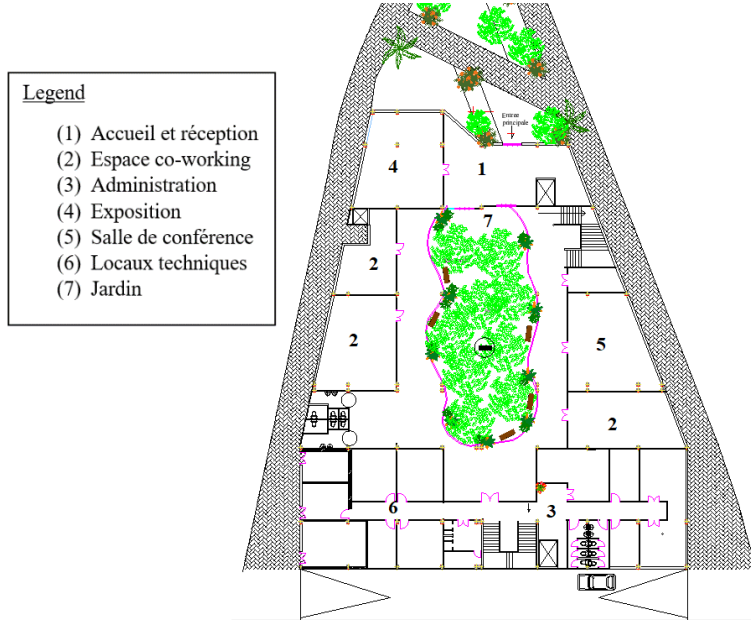 Legend
(1) Accueil et réception
(2) Espace co-working
(3) Administration
(4) Exposition
(5) Salle de conférence
(6) Locaux techniques
(7) Jardin
Entrée
principale
4
1
7
2
2
5
2
6
3